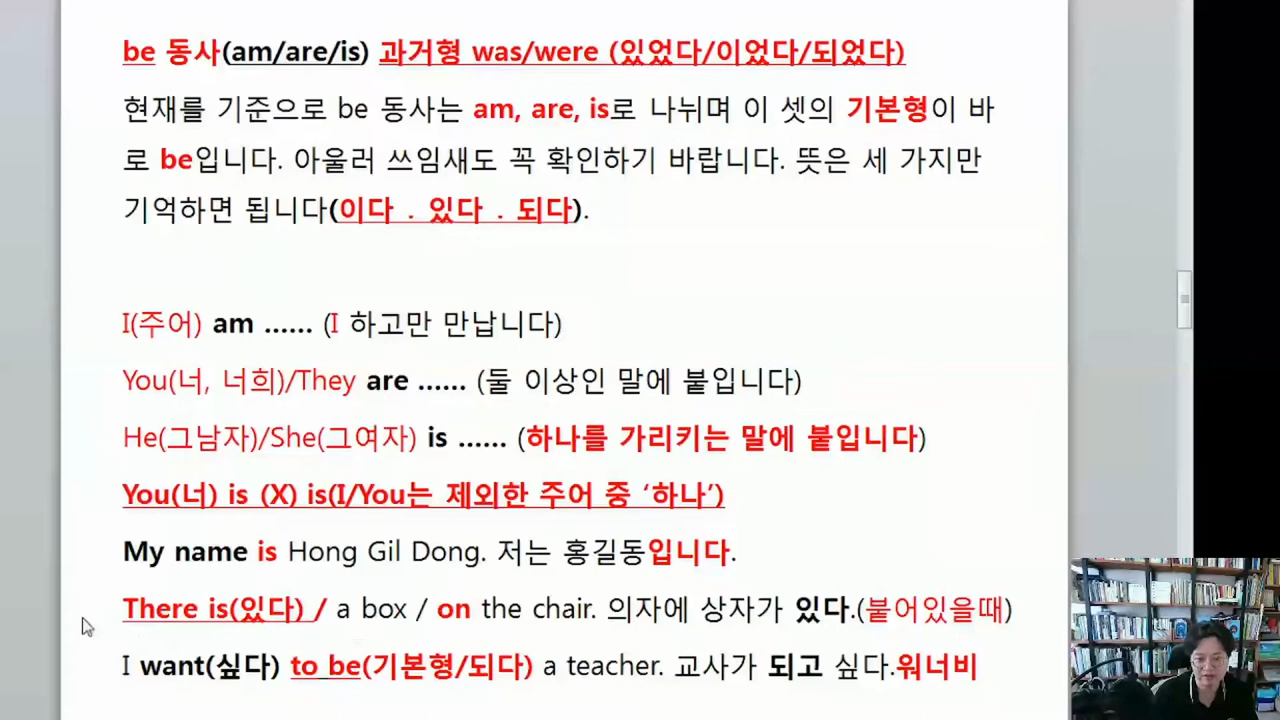 be 동사(am/are/is) 과거형 was/were (있었다/이었다/되었다)
현재를 기준으로 be 동사는 am, are, is로 나뉘며 이 셋의 기본형이 바
로 be입니다. 아울러 쓰임새도 꼭 확인하기 바랍니다. 뜻은 세 가지만
기억하면 됩니다(이다 . 있다 . 되다).
I(주어) am ...... (I 하고만 만납니다)
You(너, 너희)/They are ...... (둘 이상인 말에 붙입니다)
He(그남자)/She(그여자) is ...... (하나를 가리키는 말에 붙입니다)
You(너) is (X) is(I/You는 제외한 주어 중 ‘하나’)
My name is Hong Gil Dong. 저는 홍길동입니다.
There is(있다) / a box / on the chair. 의자에 상자가 있다.(붙어있을때)
I want(싶다) to be(기본형/되다) a teacher. 교사가 되고 싶다.워너비